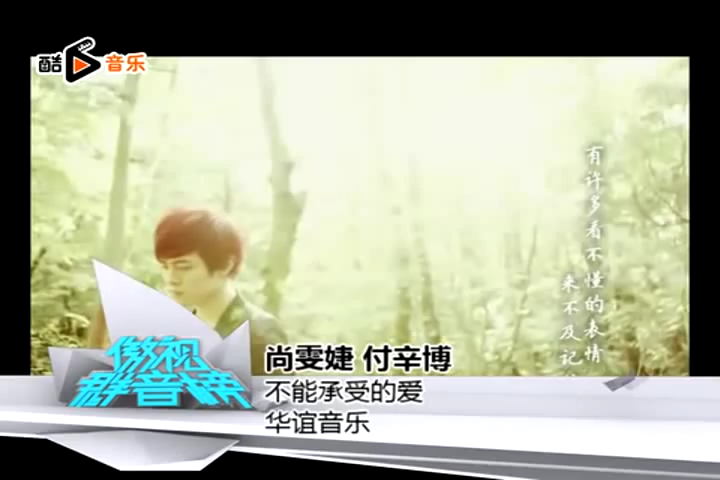 酷 音乐
有许多看不懂的表情
来不及记
傲视
群音榜
尚雯婕 付辛博
不能承受的爱
华谊音乐